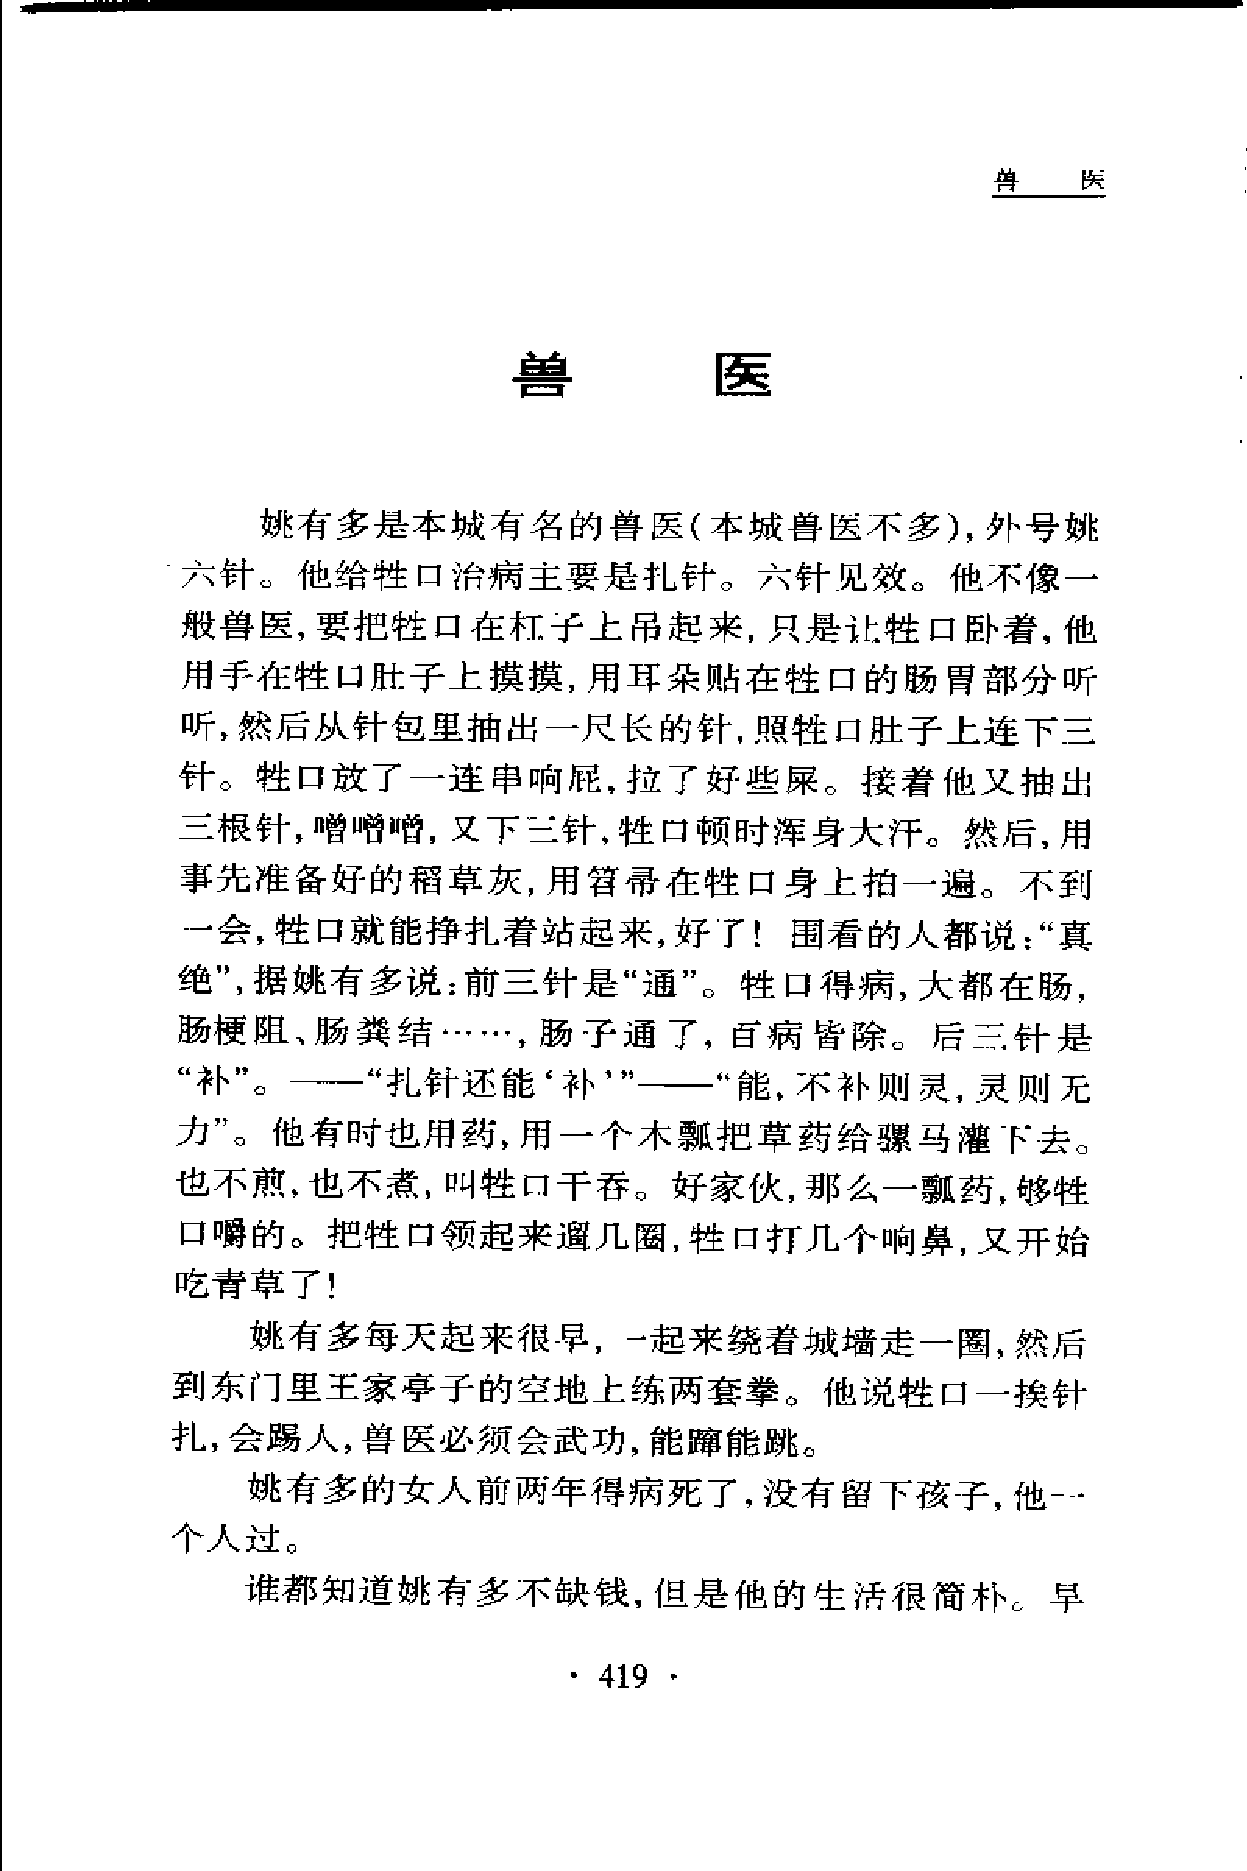 兽 医
兽 医
姚有多是本城有名的兽医(本城兽医不多),外号姚
六针。他给牲口治病主要是扎针。六针见效。他不像一
般兽医,要把牲口在杠子上吊起来,只是让牲口卧着,他
用手在牲口肚子上摸摸,用耳朵贴在牲口的肠胃部分听
听,然后从针包里抽出一尺长的针,照牲口肚子上连下三
针。牲口放了一连串响屁,拉了好些屎。接着他又抽出
三根针,噌噌噌,又下三针,牲口顿时浑身大汗。然后,用
事先准备好的稻草灰,用笤帚在牲口身上拍一遍。不到
一会,牲口就能挣扎着站起来,好了!围看的人都说:“真
绝”,据姚有多说:前三针是“通”。牲口得病,大都在肠,
肠梗阻、肠粪结……,肠子通了,百病皆除。后三针是
“补”。——“扎针还能‘补’”——“能,不补则灵,灵则无
力”。他有时也用药,用一个木瓢把草药给骡马灌下去。
也不煎,也不煮,叫牲口干吞。好家伙,那么一瓢药,够牲
口嚼的。把牲口领起来遛几圈,牲口打几个响鼻,又开始
吃青草了!
姚有多每天起来很早,一起来绕着城墙走一圈,然后
到东门里王家亭子的空地上练两套拳。他说牲口一挨针
扎,会踢人,兽医必须会武功,能蹿能跳。
姚有多的女人前两年得病死了,没有留下孩子,他一
个人过。
谁都知道姚有多不缺钱,但是他的生活很简朴。早
· 419 ·